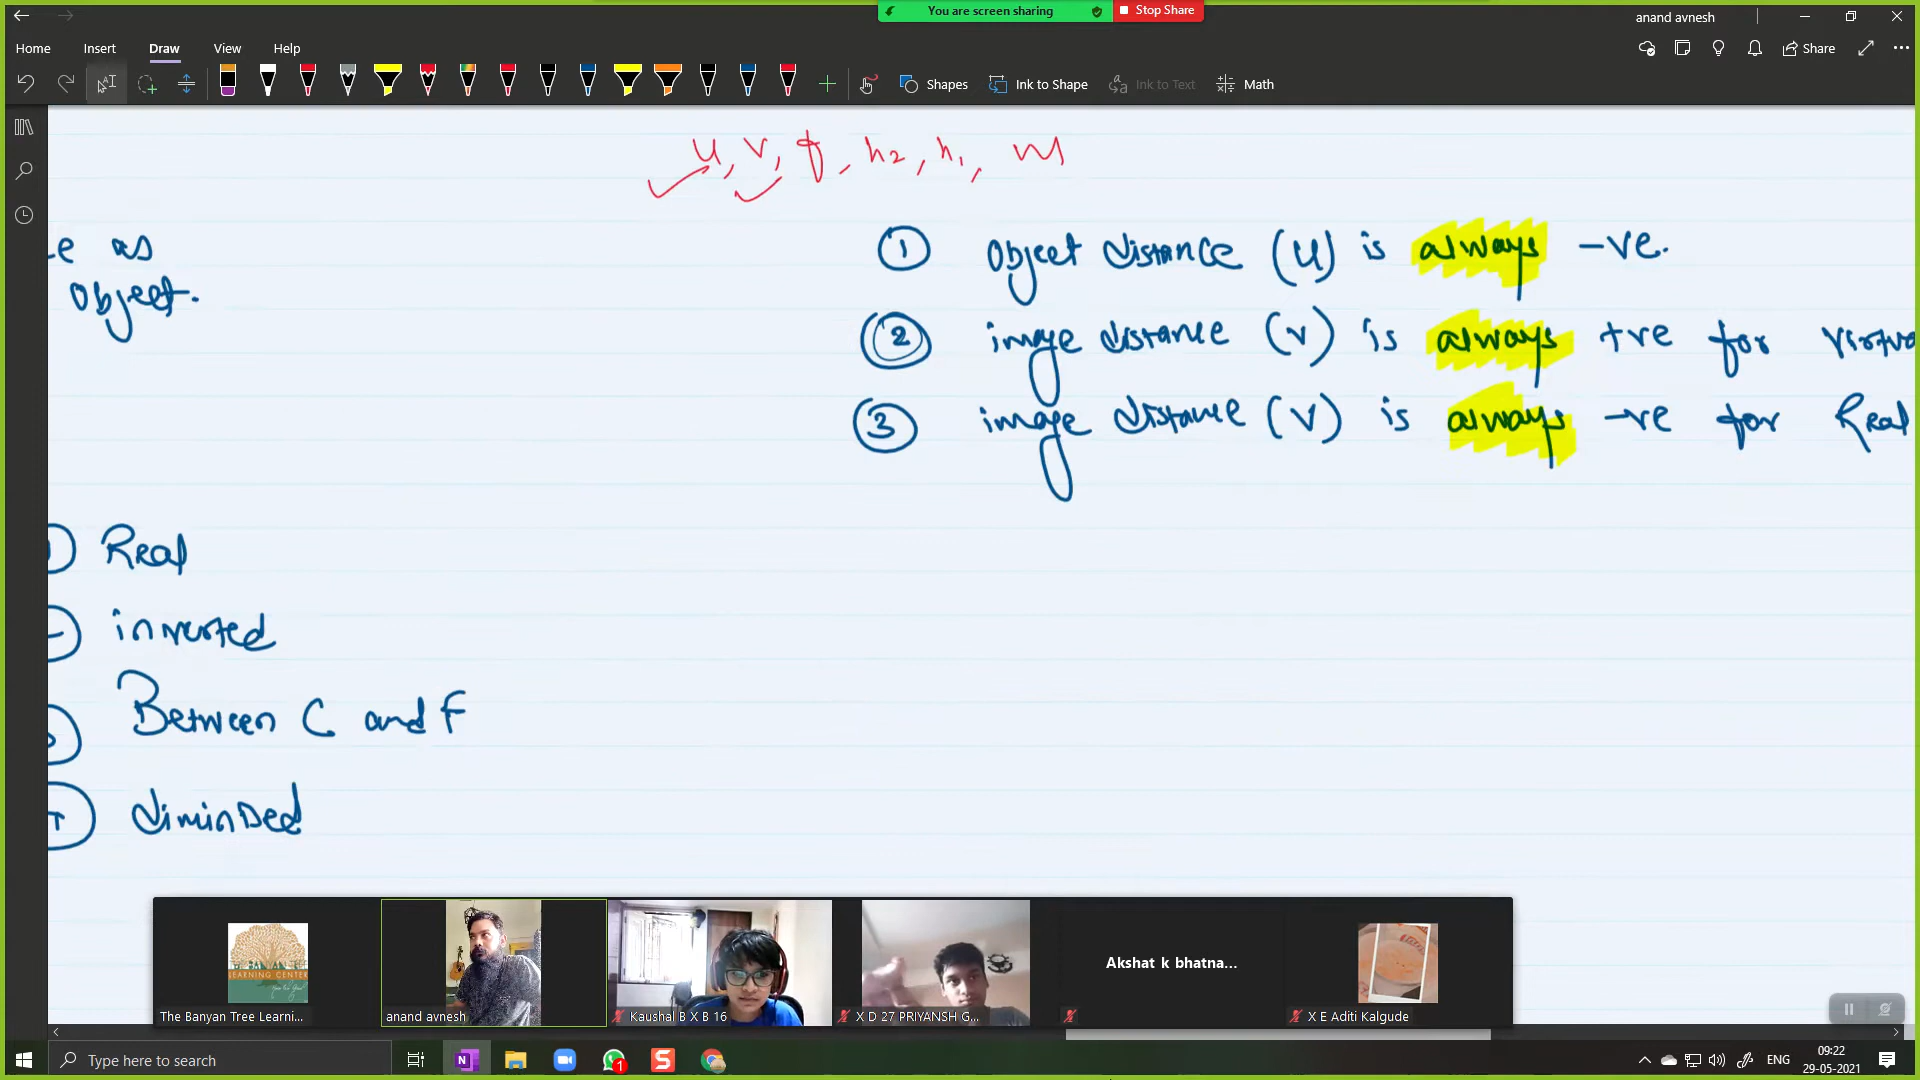 You are screen sharing
Stop Share
anand avnesh
Home Insert Draw View Help
Share
Shapes Ink to Shape Ink to Text Math
u, v, f, h2, h1, m
e as
object.
① object distance (u) is always -ve.
② image distance (v) is always +ve for virtua
③ image distance (v) is always -ve for Real
Real
inverted
Between C and F
LEARNING CENTER
Akshat k bhatna...
The Banyan Tree Learni...
anand avnesh
Kaushal B X B 16
X D 27 PRIYANSH G...
X E Aditi Kalgude
Type here to search
ENG
09:22
29-05-2021